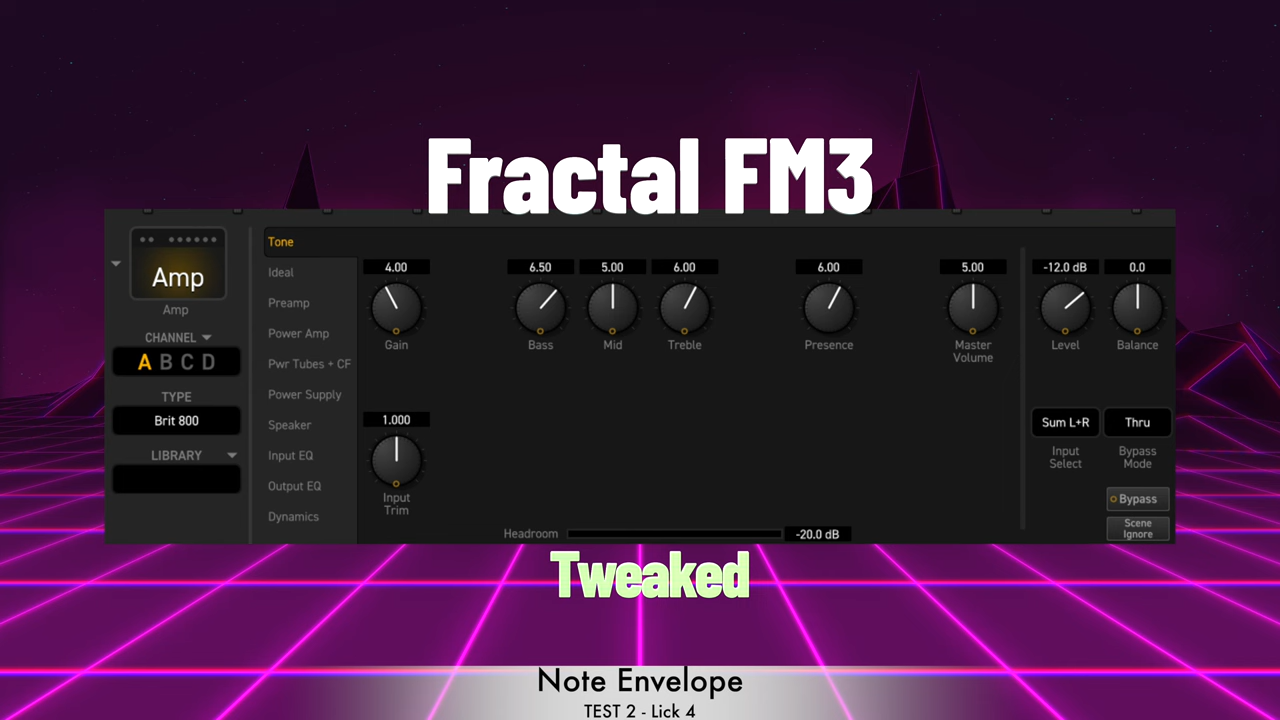 Fractal FM3
Amp
Amp
CHANNEL
A B C D
TYPE
Brit 800
LIBRARY
Tone
Ideal
Preamp
Power Amp
Pwr Tubes + CF
Power Supply
Speaker
Input EQ
Output EQ
Dynamics
4.00 6.50 5.00 6.00 6.00 5.00 -12.0 dB 0.0
Gain Bass Mid Treble Presence Master Volume Level Balance
1.000
Input
Trim
Sum L+R Thru
Input Select
Bypass Mode
Bypass
Scene
Ignore
Headroom -20.0 dB
Tweaked
Note Envelope
TEST 2 - Lick 4